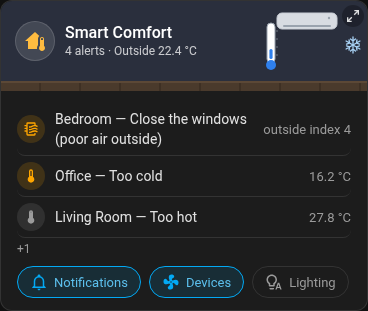 Smart Comfort
4 alerts · Outside 22.4 °C
Bedroom — Close the windows
(poor air outside)
outside index 4
Office — Too cold
16.2 °C
Living Room — Too hot
27.8 °C
+1
Notifications
Devices
A
Lighting